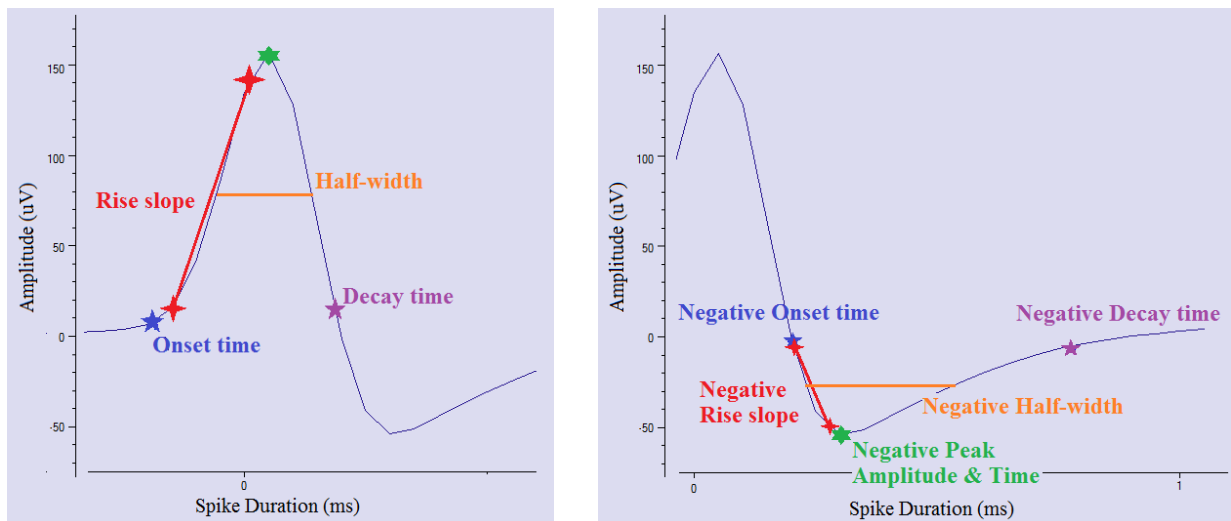 150
100
50
0
-50
Amplitude (uV)
Rise slope
Half-width
Decay time
Onset time
0
Spike Duration (ms)
150
100
50
0
-50
Amplitude (uV)
Negative Onset time
Negative Decay time
Negative
Rise slope
Negative Half-width
Negative Peak
Amplitude & Time
0
1
Spike Duration (ms)